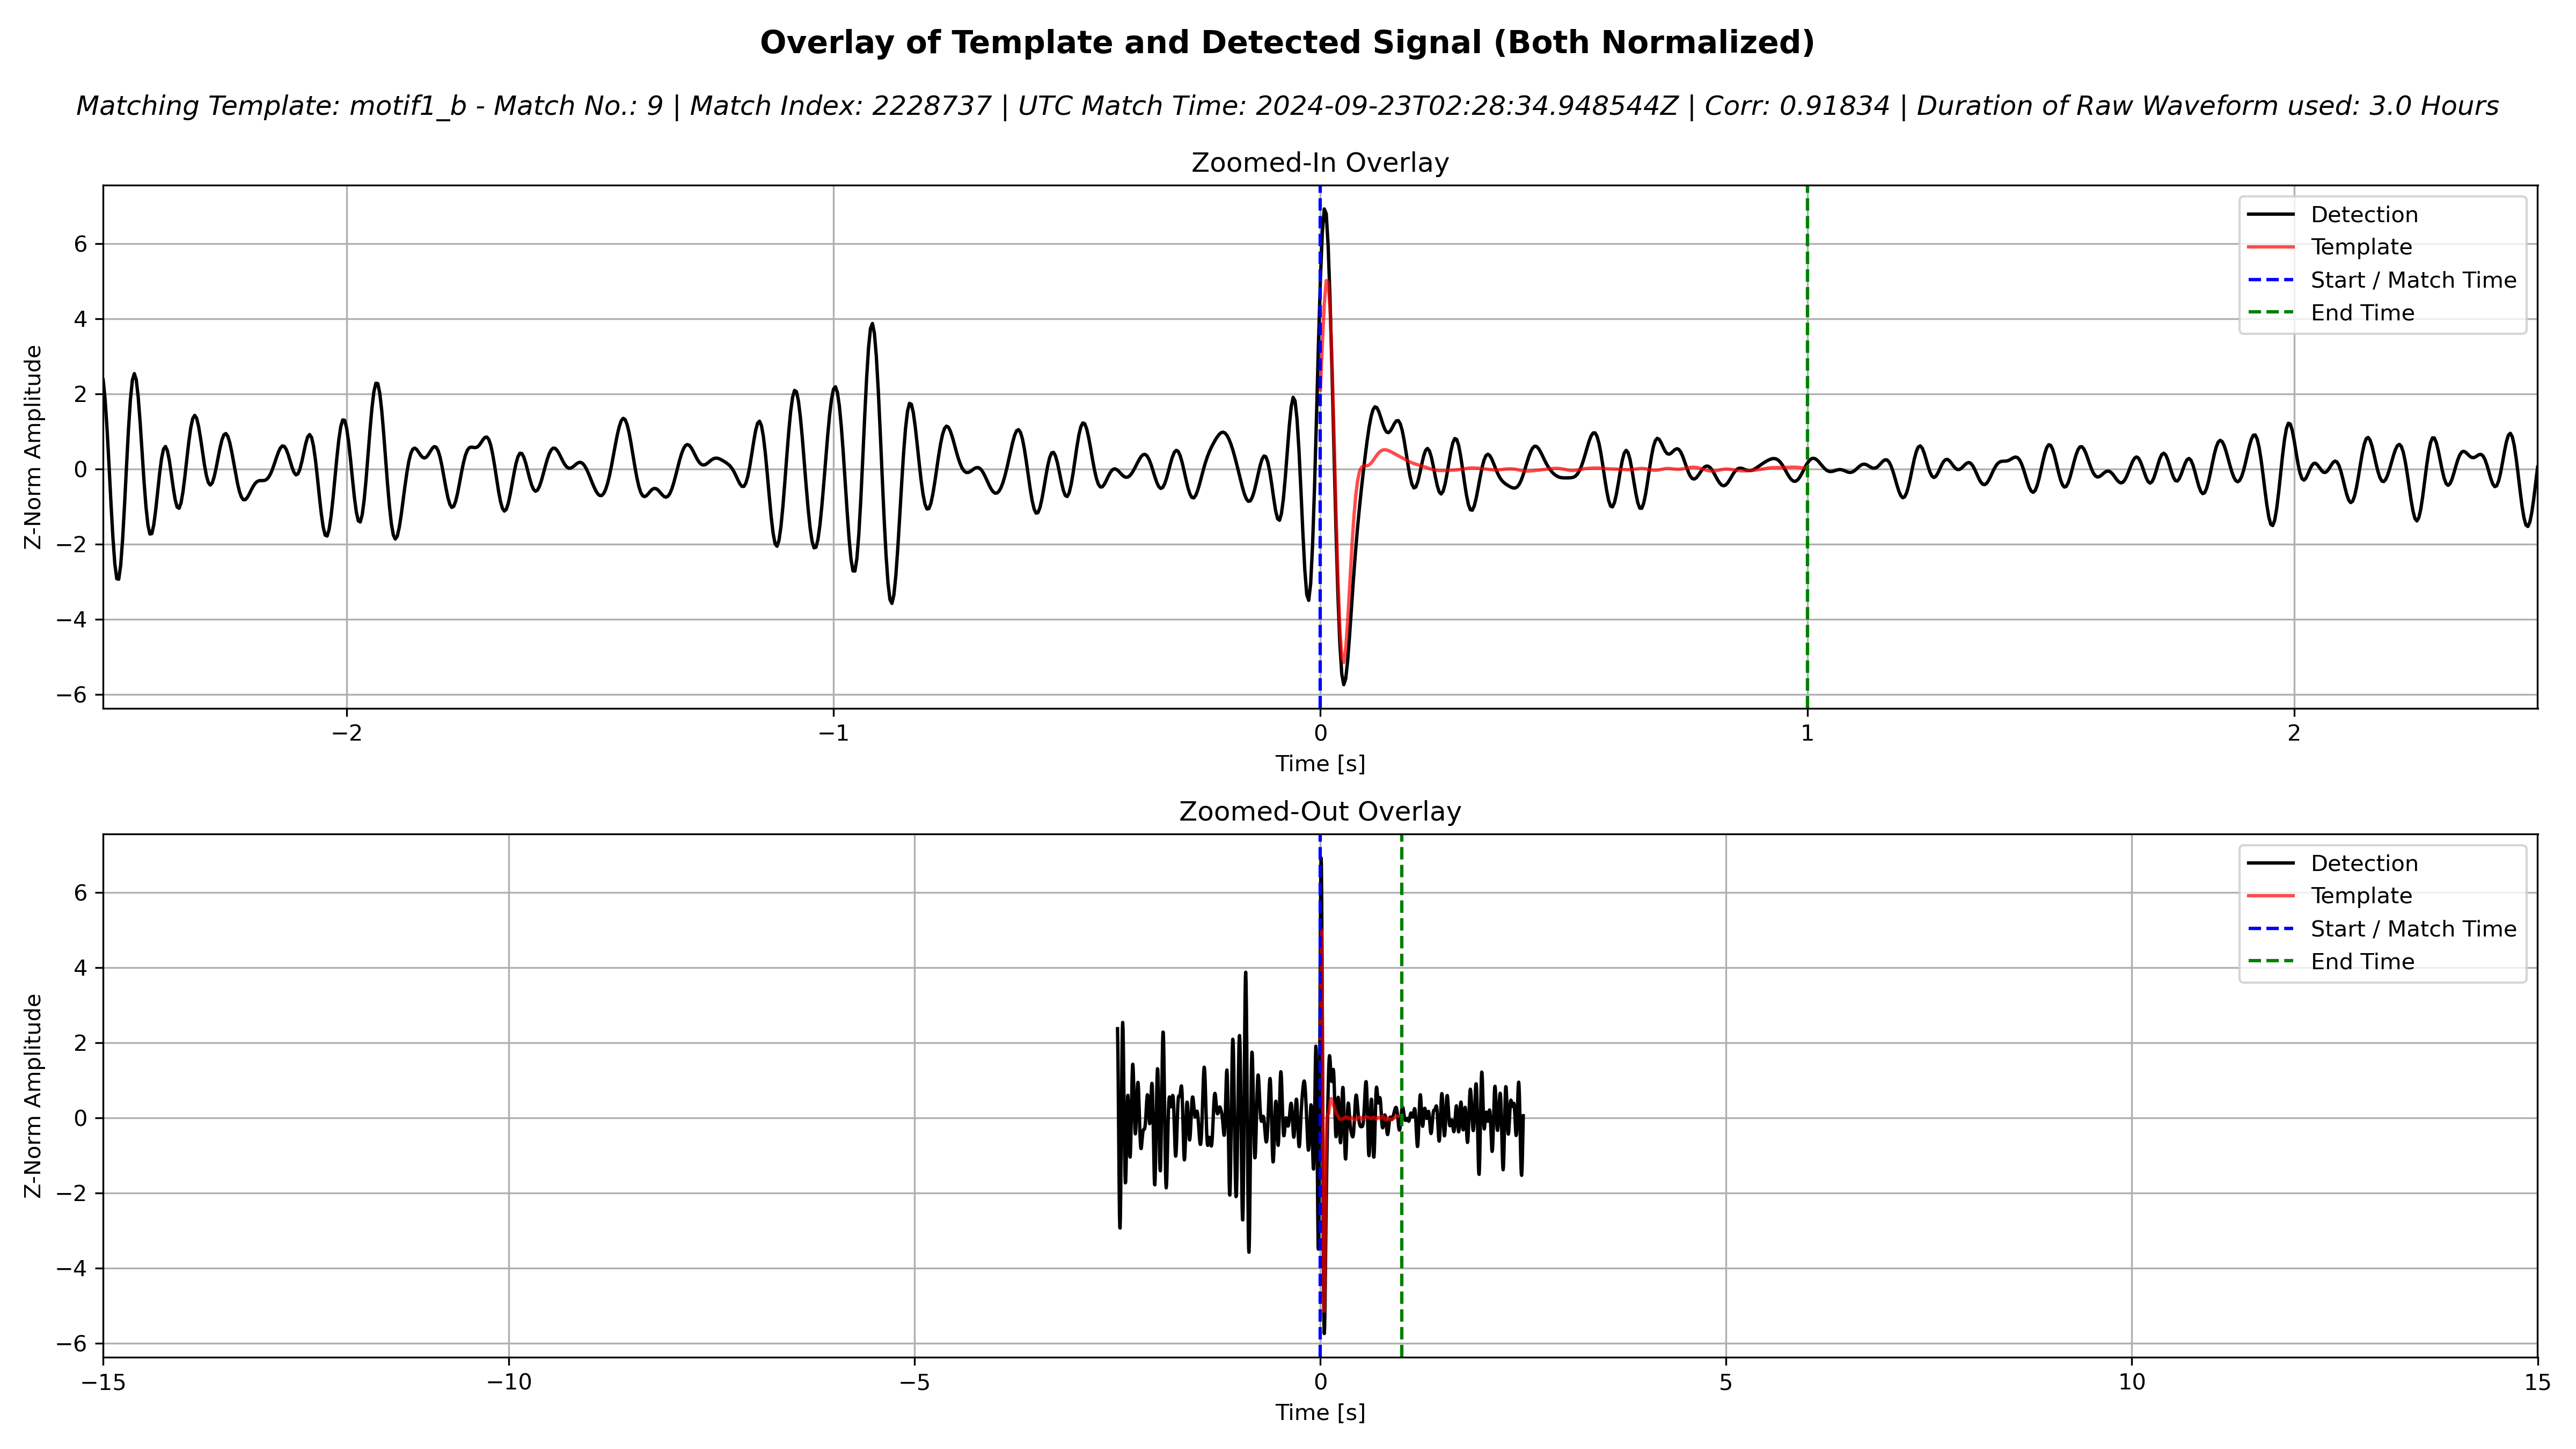 Overlay of Template and Detected Signal (Both Normalized)
Matching Template: motif1_b - Match No.: 9 | Match Index: 2228737 | UTC Match Time: 2024-09-23T02:28:34.948544Z | Corr: 0.91834 | Duration of Raw Waveform used: 3.0 Hours
Zoomed-In Overlay
Z-Norm Amplitude
6
4
2
0
−2
−4
−6
Detection
Template
Start / Match Time
End Time
−2
−1
0
1
2
Time [s]
Zoomed-Out Overlay
Z-Norm Amplitude
6
4
2
0
−2
−4
−6
Detection
Template
Start / Match Time
End Time
−15
−10
−5
0
5
10
15
Time [s]